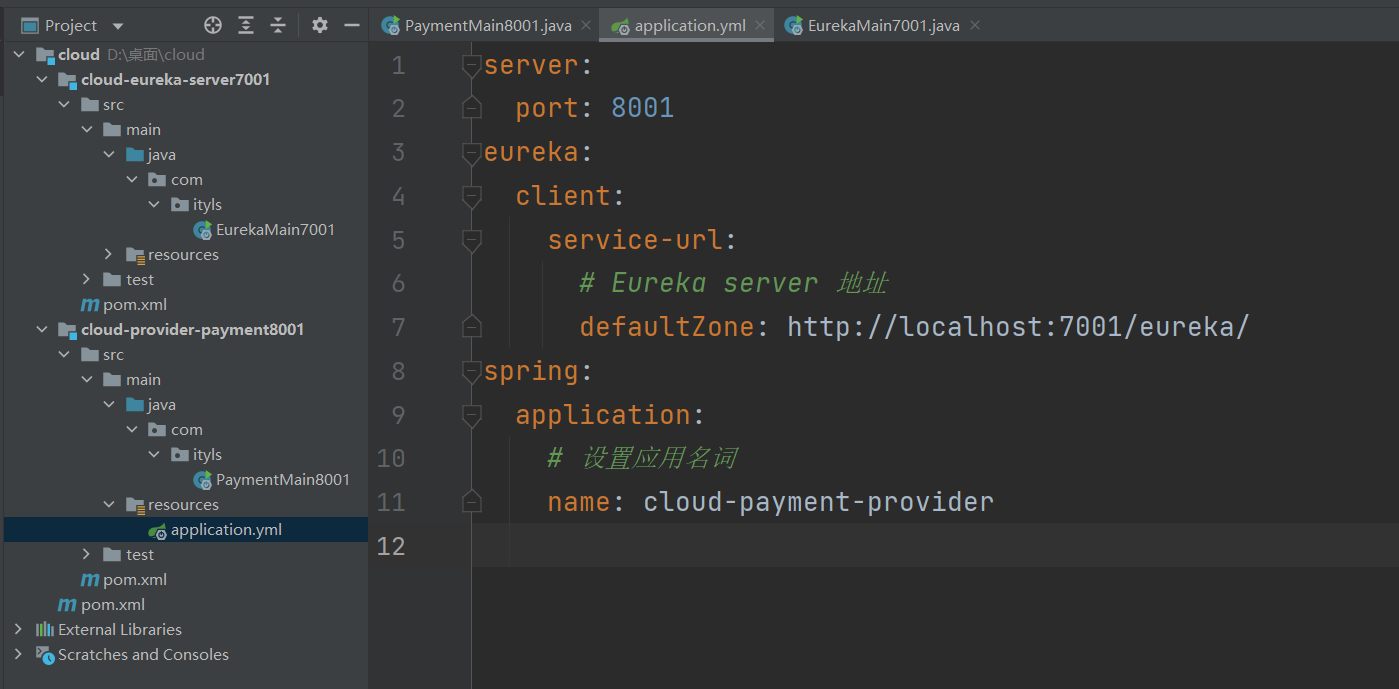 Project
PaymentMain8001.java
application.yml
EurekaMain7001.java
cloud D:\桌面\cloud
cloud-eureka-server7001
src
main
java
com
ityls
EurekaMain7001
resources
test
pom.xml
cloud-provider-payment8001
src
main
java
com
ityls
PaymentMain8001
resources
application.yml
test
pom.xml
pom.xml
External Libraries
Scratches and Consoles
1 server:
2   port: 8001
3 eureka:
4   client:
5     service-url:
6       # Eureka server 地址
7       defaultZone: http://localhost:7001/eureka/
8 spring:
9   application:
10     # 设置应用名词
11     name: cloud-payment-provider
12